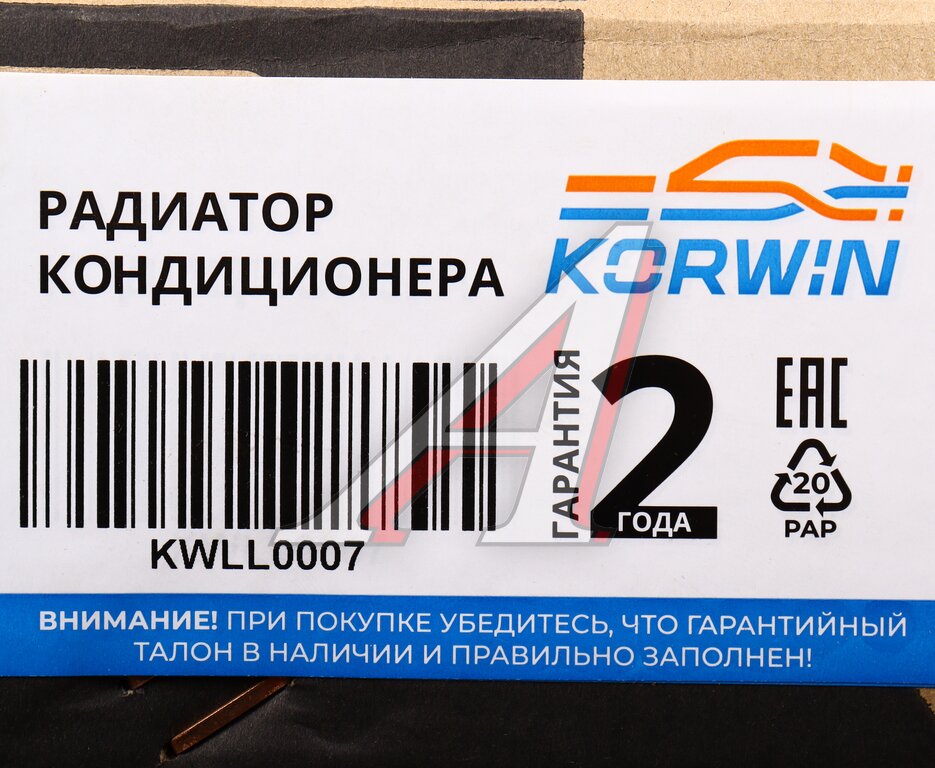 РАДИАТОР
КОНДИЦИОНЕРА
KORWIN
KWLL0007
ГАРАНТИЯ
2
ГОДА
EAC
20
PAP
ВНИМАНИЕ! ПРИ ПОКУПКЕ УБЕДИТЕСЬ, ЧТО ГАРАНТИЙНЫЙ
ТАЛОН В НАЛИЧИИ И ПРАВИЛЬНО ЗАПОЛНЕН!